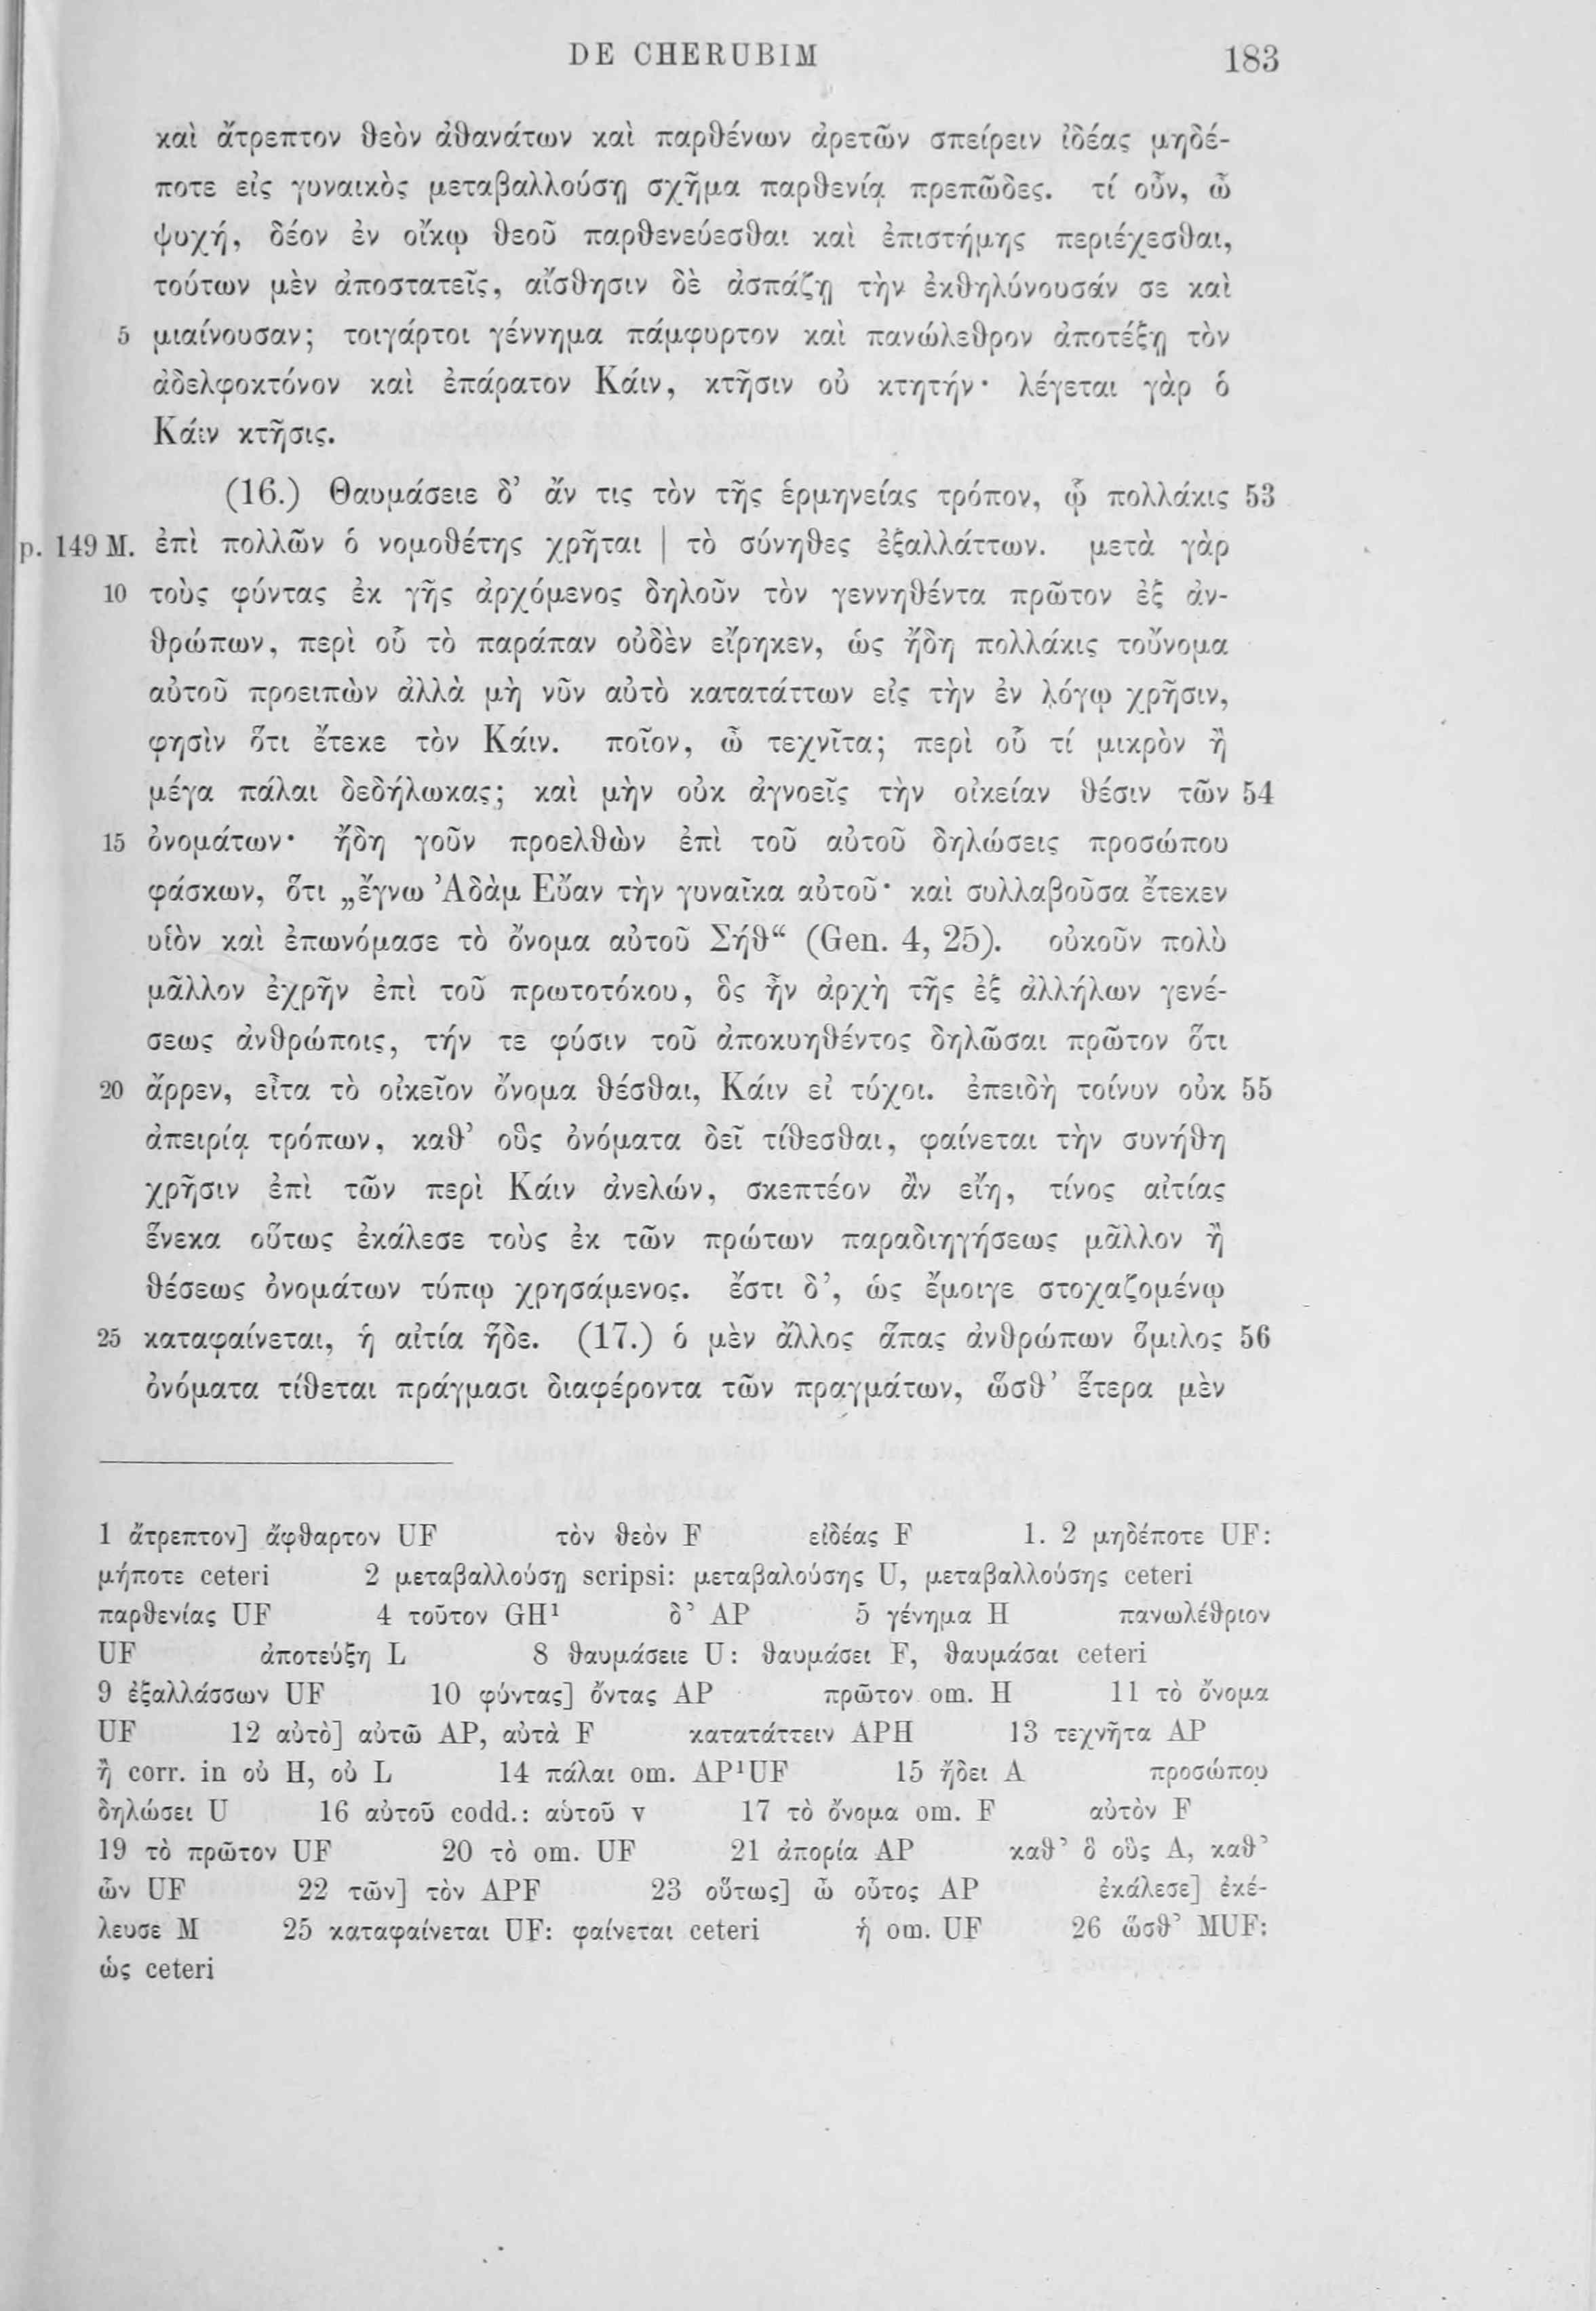 DE CHERUBIM 183
καὶ ἄτρεπτον θεὸν ἀθανάτων καὶ παρθένων ἀρετῶν σπείρειν ἰδέας μηδέ-
ποτε εἰς γυναικὸς μεταβαλλούσῃ σχῆμα παρθενίᾳ πρεπῶδες. τί οὖν, ὦ
ψυχή, δέον ἐν οἴκῳ θεοῦ παρθενεύεσθαι καὶ ἐπιστήμης περιέχεσθαι,
τούτων μὲν ἀποστατεῖς, αἴσθησιν δὲ ἀσπάζῃ τὴν ἐκθηλύνουσάν σε καὶ
5 μιαίνουσαν; τοιγάρτοι γέννημα πάμφυρτον καὶ πανώλεθρον ἀποτέξῃ τὸν
ἀδελφοκτόνον καὶ ἐπάρατον Κάιν, κτῆσιν οὐ κτητήν· λέγεται γὰρ ὁ
Κάιν κτῆσις.
(16.) Θαυμάσειε δ’ ἄν τις τὸν τῆς ἑρμηνείας τρόπον, ᾧ πολλάκις 53
p. 149 M. ἐπὶ πολλῶν ὁ νομοθέτης χρῆται | τὸ σύνηθες ἐξαλλάττων. μετὰ γὰρ
10 τοὺς φύντας ἐκ γῆς ἀρχόμενος δηλοῦν τὸν γεννηθέντα πρῶτον ἐξ ἀν-
θρώπων, περὶ οὗ τὸ παράπαν οὐδὲν εἴρηκεν, ὡς ἤδη πολλάκις τοὔνομα
αὐτοῦ προειπὼν ἀλλὰ μὴ νῦν αὐτὸ κατατάττων εἰς τὴν ἐν λόγῳ χρῆσιν,
φησὶν ὅτι ἔτεκε τὸν Κάιν. ποῖον, ὦ τεχνῖτα; περὶ οὗ τί μικρὸν ἢ
μέγα πάλαι δεδήλωκας; καὶ μὴν οὐκ ἀγνοεῖς τὴν οἰκείαν θέσιν τῶν 54
15 ὀνομάτων· ἤδη γοῦν προελθὼν ἐπὶ τοῦ αὐτοῦ δηλώσεις προσώπου
φάσκων, ὅτι „ἔγνω Ἀδὰμ Εὔαν τὴν γυναῖκα αὐτοῦ· καὶ συλλαβοῦσα ἔτεκεν
υἱὸν καὶ ἐπωνόμασε τὸ ὄνομα αὐτοῦ Σήθ“ (Gen. 4, 25). οὐκοῦν πολὺ
μᾶλλον ἐχρῆν ἐπὶ τοῦ πρωτοτόκου, ὃς ἦν ἀρχὴ τῆς ἐξ ἀλλήλων γενέ-
σεως ἀνθρώποις, τήν τε φύσιν τοῦ ἀποκυηθέντος δηλῶσαι πρῶτον ὅτι
20 ἄρρεν, εἶτα τὸ οἰκεῖον ὄνομα θέσθαι, Κάιν εἰ τύχοι. ἐπειδὴ τοίνυν οὐκ 55
ἀπειρίᾳ τρόπων, καθ’ οὓς ὀνόματα δεῖ τίθεσθαι, φαίνεται τὴν συνήθη
χρῆσιν ἐπὶ τῶν περὶ Κάιν ἀνελών, σκεπτέον ἂν εἴη, τίνος αἰτίας
ἕνεκα οὕτως ἐκάλεσε τοὺς ἐκ τῶν πρώτων παραδιηγήσεως μᾶλλον ἢ
θέσεως ὀνομάτων τύπῳ χρησάμενος. ἔστι δ’, ὡς ἔμοιγε στοχαζομένῳ
25 καταφαίνεται, ἡ αἰτία ἥδε. (17.) ὁ μὲν ἄλλος ἅπας ἀνθρώπων ὅμιλος 56
ὀνόματα τίθεται πράγμασι διαφέροντα τῶν πραγμάτων, ὥσθ’ ἕτερα μὲν
1 ἄτρεπτον] ἄφθαρτον UF τὸν θεὸν F εἰδέας F 1. 2 μηδέποτε UF:
μήποτε ceteri 2 μεταβαλλούσῃ scripsi: μεταβαλούσης U, μεταβαλλούσης ceteri
παρθενίας UF 4 τοῦτον GH¹ δ’ AP 5 γένημα H πανωλέθριον
UF ἀποτεύξη L 8 θαυμάσειε U: θαυμάσει F, θαυμάσαι ceteri
9 ἐξαλλάσσων UF 10 φύντας] ὄντας AP πρῶτον om. H 11 τὸ ὄνομα
UF 12 αὐτὸ] αὐτῶ AP, αὐτὰ F κατατάττειν APH 13 τεχνῆτα AP
ἢ corr. in οὐ H, οὐ L 14 πάλαι om. AP¹UF 15 ἤδει A προσώπου
δηλώσει U 16 αὐτοῦ codd.: αὑτοῦ v 17 τὸ ὄνομα om. F αὐτὸν F
19 τὸ πρῶτον UF 20 τὸ om. UF 21 ἀπορία AP καθ’ ὃ οὓς A, καθ’
ὧν UF 22 τῶν] τὸν APF 23 οὕτως] ὦ οὗτος AP ἐκάλεσε] ἐκέ-
λευσε M 25 καταφαίνεται UF: φαίνεται ceteri ἡ om. UF 26 ὥσθ’ MUF:
ὡς ceteri